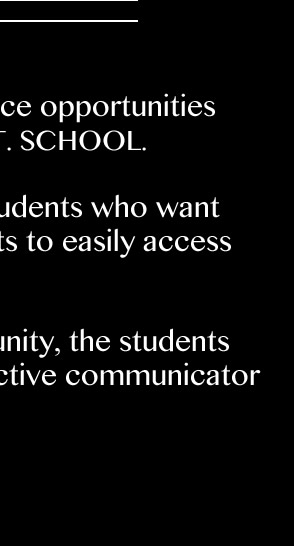 ce opportunities
T. SCHOOL.
udents who want
ts to easily access
unity, the students
ctive communicator